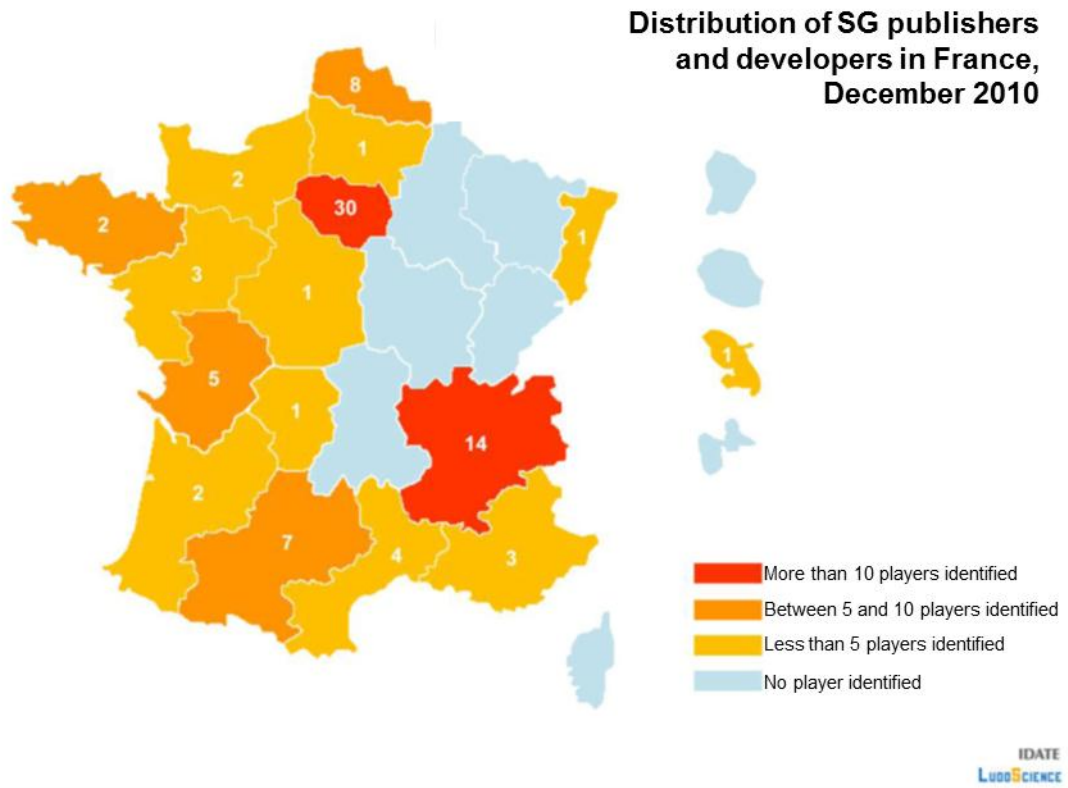 Distribution of SG publishers
and developers in France,
December 2010
8
1
2
30
2
1
3
1
5
1
1
14
2
7
4
3
More than 10 players identified
Between 5 and 10 players identified
Less than 5 players identified
No player identified
IDATE
LUDOSCIENCE